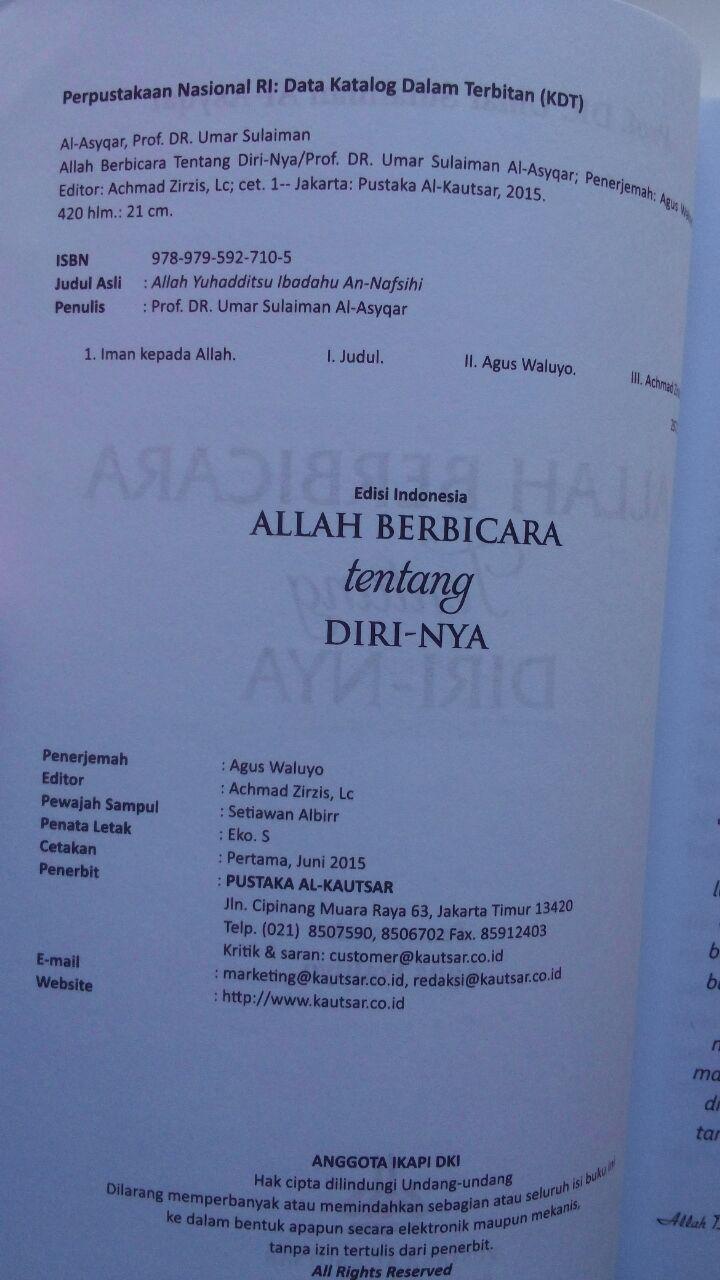 Perpustakaan Nasional RI: Data Katalog Dalam Terbitan (KDT)
Al-Asyqar, Prof. DR. Umar Sulaiman
Allah Berbicara Tentang Diri-Nya/Prof. DR. Umar Sulaiman Al-Asyqar; Penerjemah: Agus
Editor: Achmad Zirzis, Lc; cet. 1-- Jakarta: Pustaka Al-Kautsar, 2015.
420 hlm.: 21 cm.
ISBN 978-979-592-710-5
Judul Asli : Allah Yuhadditsu Ibadahu An-Nafsihi
Penulis : Prof. DR. Umar Sulaiman Al-Asyqar
1. Iman kepada Allah. I. Judul. II. Agus Waluyo. III. Achmad
Edisi Indonesia
ALLAH BERBICARA
tentang
DIRI-NYA
Penerjemah : Agus Waluyo
Editor : Achmad Zirzis, Lc
Pewajah Sampul : Setiawan Albirr
Penata Letak : Eko. S
Cetakan : Pertama, Juni 2015
Penerbit : PUSTAKA AL-KAUTSAR
Jln. Cipinang Muara Raya 63, Jakarta Timur 13420
Telp. (021) 8507590, 8506702 Fax. 85912403
Kritik & saran: customer@kautsar.co.id
E-mail : marketing@kautsar.co.id, redaksi@kautsar.co.id
Website : http://www.kautsar.co.id
ANGGOTA IKAPI DKI
Hak cipta dilindungi Undang-undang
Dilarang memperbanyak atau memindahkan sebagian atau seluruh isi buku ini
ke dalam bentuk apapun secara elektronik maupun mekanis,
tanpa izin tertulis dari penerbit.
All Rights Reserved
Allah